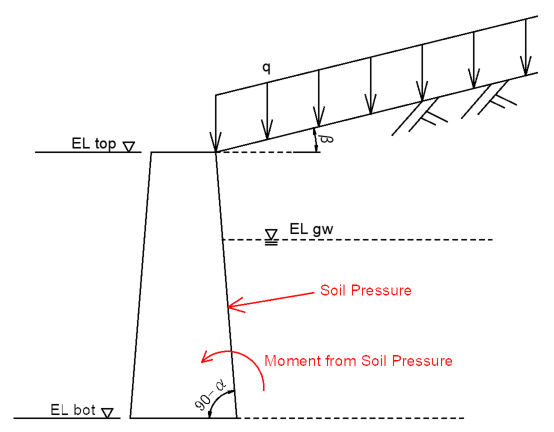 q
EL top
β
EL gw
Soil Pressure
Moment from Soil Pressure
90-α
EL bot